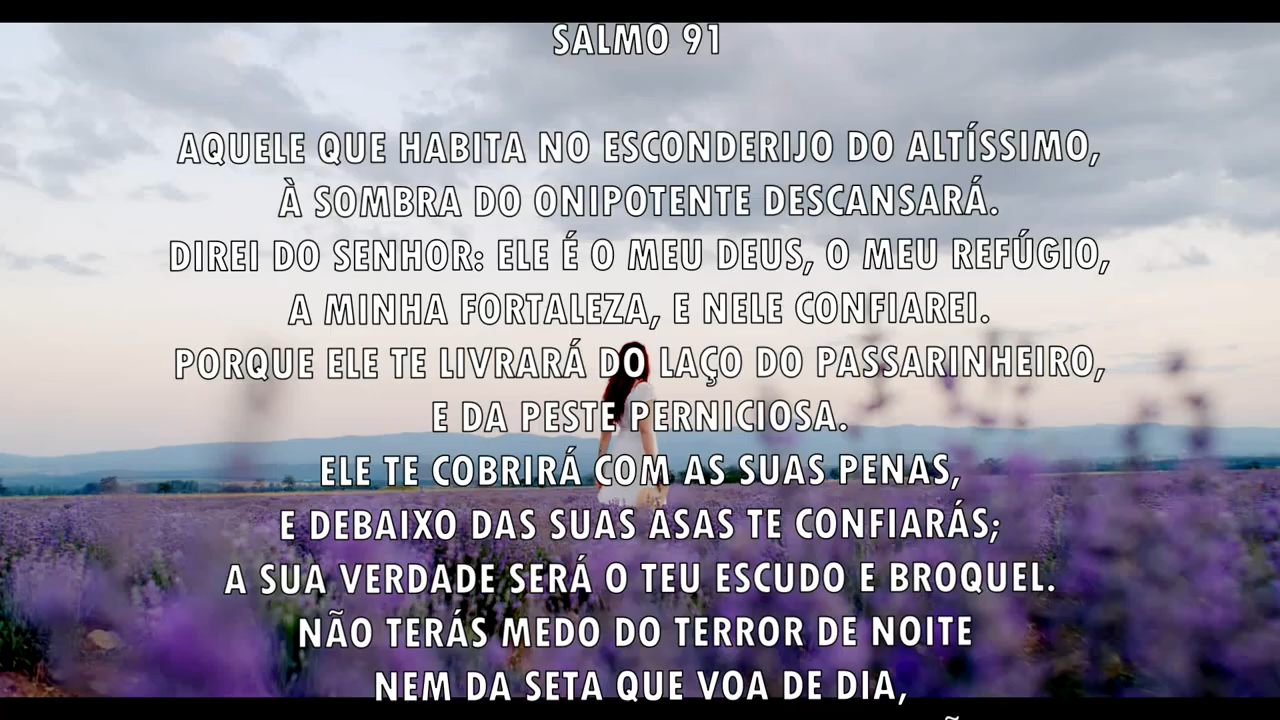 SALMO 91
AQUELE QUE HABITA NO ESCONDERIJO DO ALTÍSSIMO,
À SOMBRA DO ONIPOTENTE DESCANSARÁ.
DIREI DO SENHOR: ELE É O MEU DEUS, O MEU REFÚGIO,
A MINHA FORTALEZA, E NELE CONFIAREI.
PORQUE ELE TE LIVRARÁ DO LAÇO DO PASSARINHEIRO,
E DA PESTE PERNICIOSA.
ELE TE COBRIRÁ COM AS SUAS PENAS,
E DEBAIXO DAS SUAS ASAS TE CONFIARÁS;
A SUA VERDADE SERÁ O TEU ESCUDO E BROQUEL.
NÃO TERÁS MEDO DO TERROR DE NOITE
NEM DA SETA QUE VOA DE DIA,